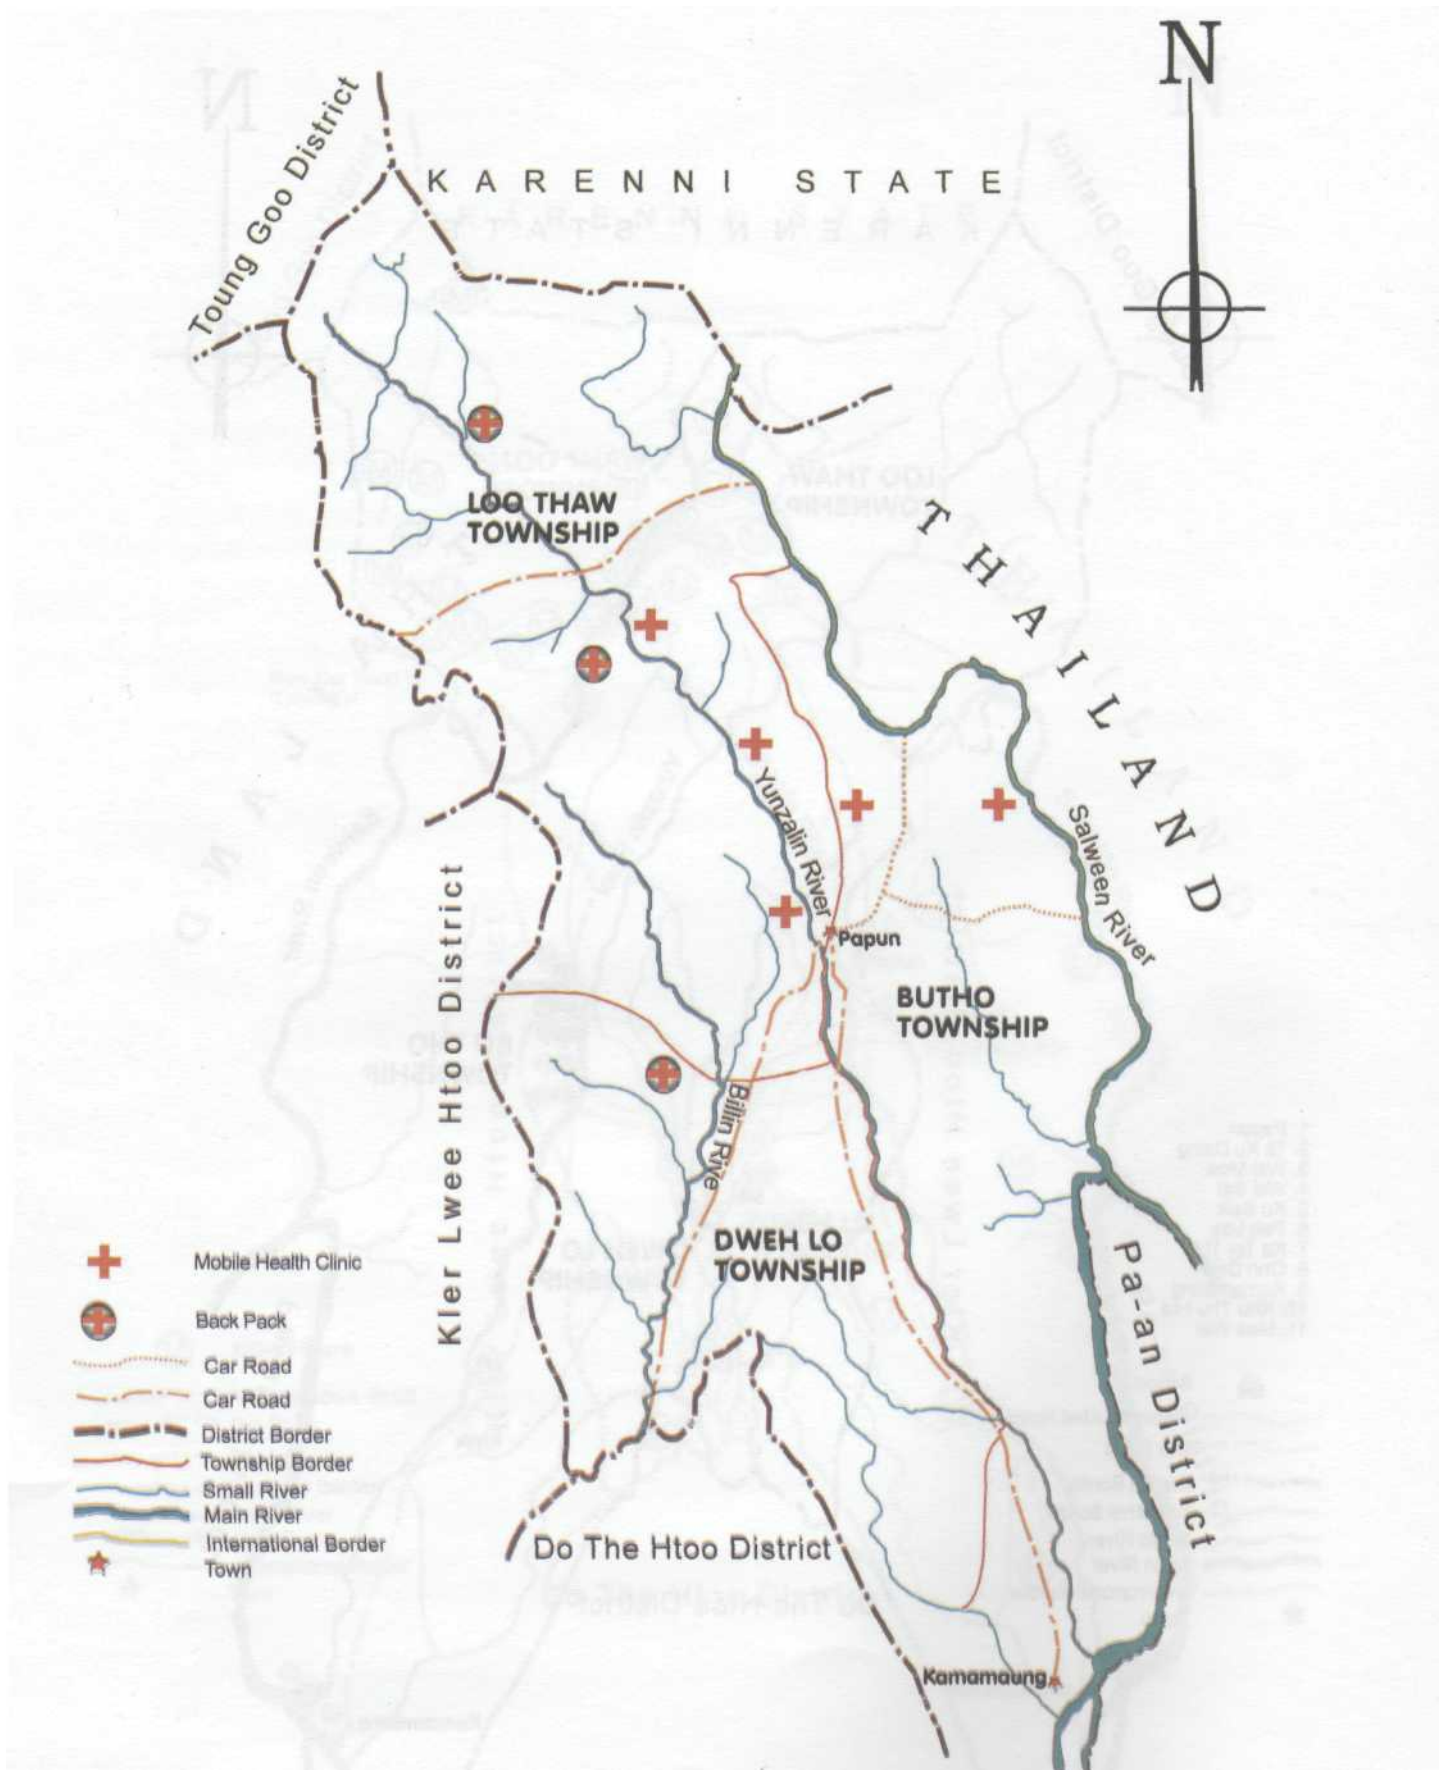 N
Toung Goo District
KARENNI STATE
LOO THAW
TOWNSHIP
THAILAND
Yunzalin River
Salween River
Papun
Kler Lwee Htoo District
BUTHO
TOWNSHIP
Billin Rive
DWEH LO
TOWNSHIP
Pa-an District
Mobile Health Clinic
Back Pack
Car Road
Car Road
District Border
Township Border
Small River
Main River
International Border
Town
Do The Htoo District
Kamamaung